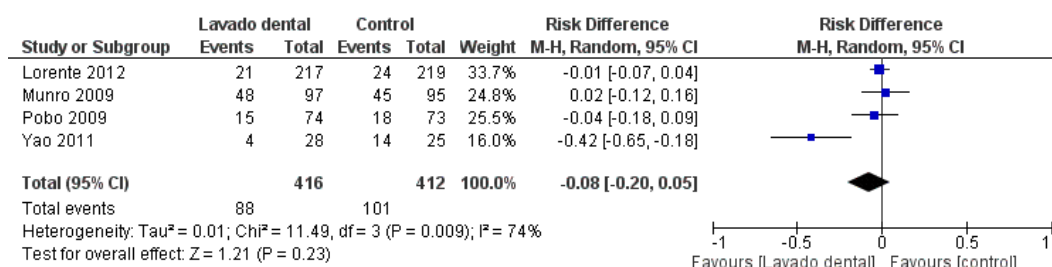 Lavado dental Control Risk Difference Risk Difference
Study or Subgroup Events Total Events Total Weight M-H, Random, 95% CI M-H, Random, 95% CI
Lorente 2012 21 217 24 219 33.7% -0.01 [-0.07, 0.04]
Munro 2009 48 97 45 95 24.8% 0.02 [-0.12, 0.16]
Pobo 2009 15 74 18 73 25.5% -0.04 [-0.18, 0.09]
Yao 2011 4 28 14 25 16.0% -0.42 [-0.65, -0.18]
Total (95% CI) 416 412 100.0% -0.08 [-0.20, 0.05]
Total events 88 101
Heterogeneity: Tau² = 0.01; Chi² = 11.49, df = 3 (P = 0.009); I² = 74%
Test for overall effect: Z = 1.21 (P = 0.23)
-1 -0.5 0 0.5 1
Favours [Lavado dental] Favours [control]